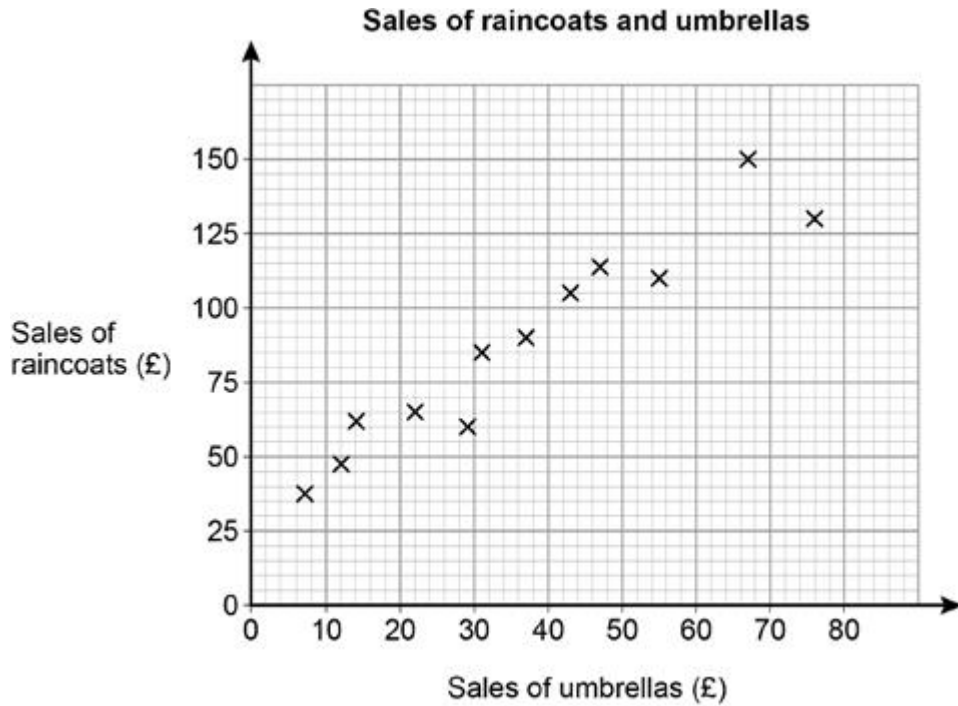 Sales of raincoats and umbrellas
150
125
100
Sales of
raincoats (£)
75
50
25
0
0 10 20 30 40 50 60 70 80
Sales of umbrellas (£)